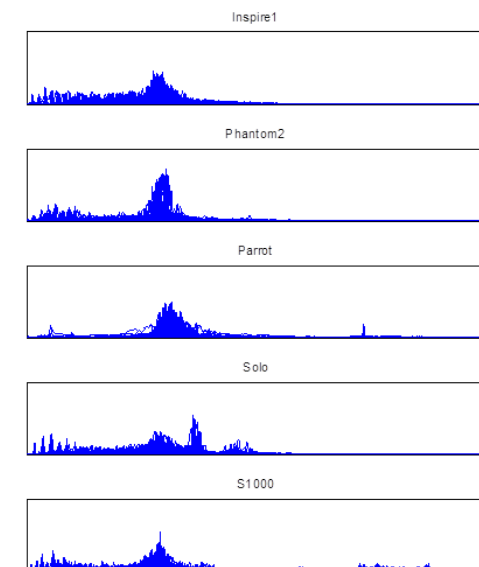 Inspire1
Phantom2
Parrot
Solo
S1000